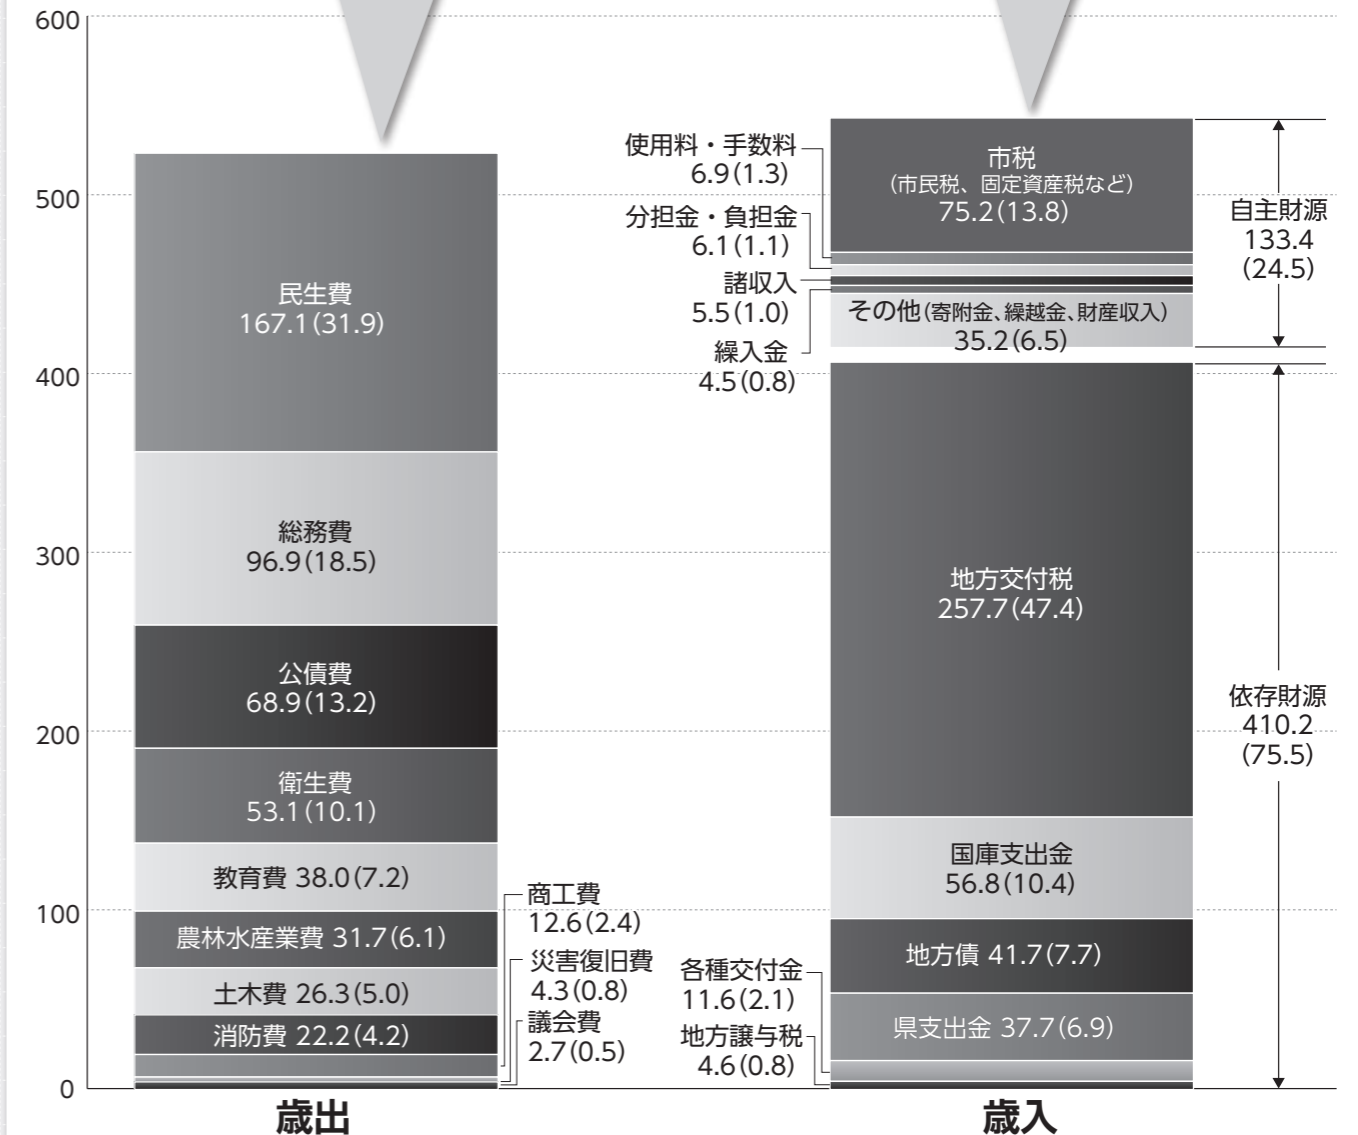 600
500
400
300
200
100
0
民生費
167.1(31.9)
総務費
96.9(18.5)
公債費
68.9(13.2)
衛生費
53.1(10.1)
教育費 38.0(7.2)
農林水産業費 31.7(6.1)
土木費 26.3(5.0)
消防費 22.2(4.2)
商工費
12.6(2.4)
災害復旧費
4.3(0.8)
議会費
2.7(0.5)
歳出
使用料・手数料
6.9(1.3)
分担金・負担金
6.1(1.1)
諸収入
5.5(1.0)
繰入金
4.5(0.8)
市税
(市民税、固定資産税など)
75.2(13.8)
その他(寄附金、繰越金、財産収入)
35.2(6.5)
自主財源
133.4
(24.5)
地方交付税
257.7(47.4)
国庫支出金
56.8(10.4)
地方債 41.7(7.7)
県支出金 37.7(6.9)
各種交付金
11.6(2.1)
地方譲与税
4.6(0.8)
依存財源
410.2
(75.5)
歳入